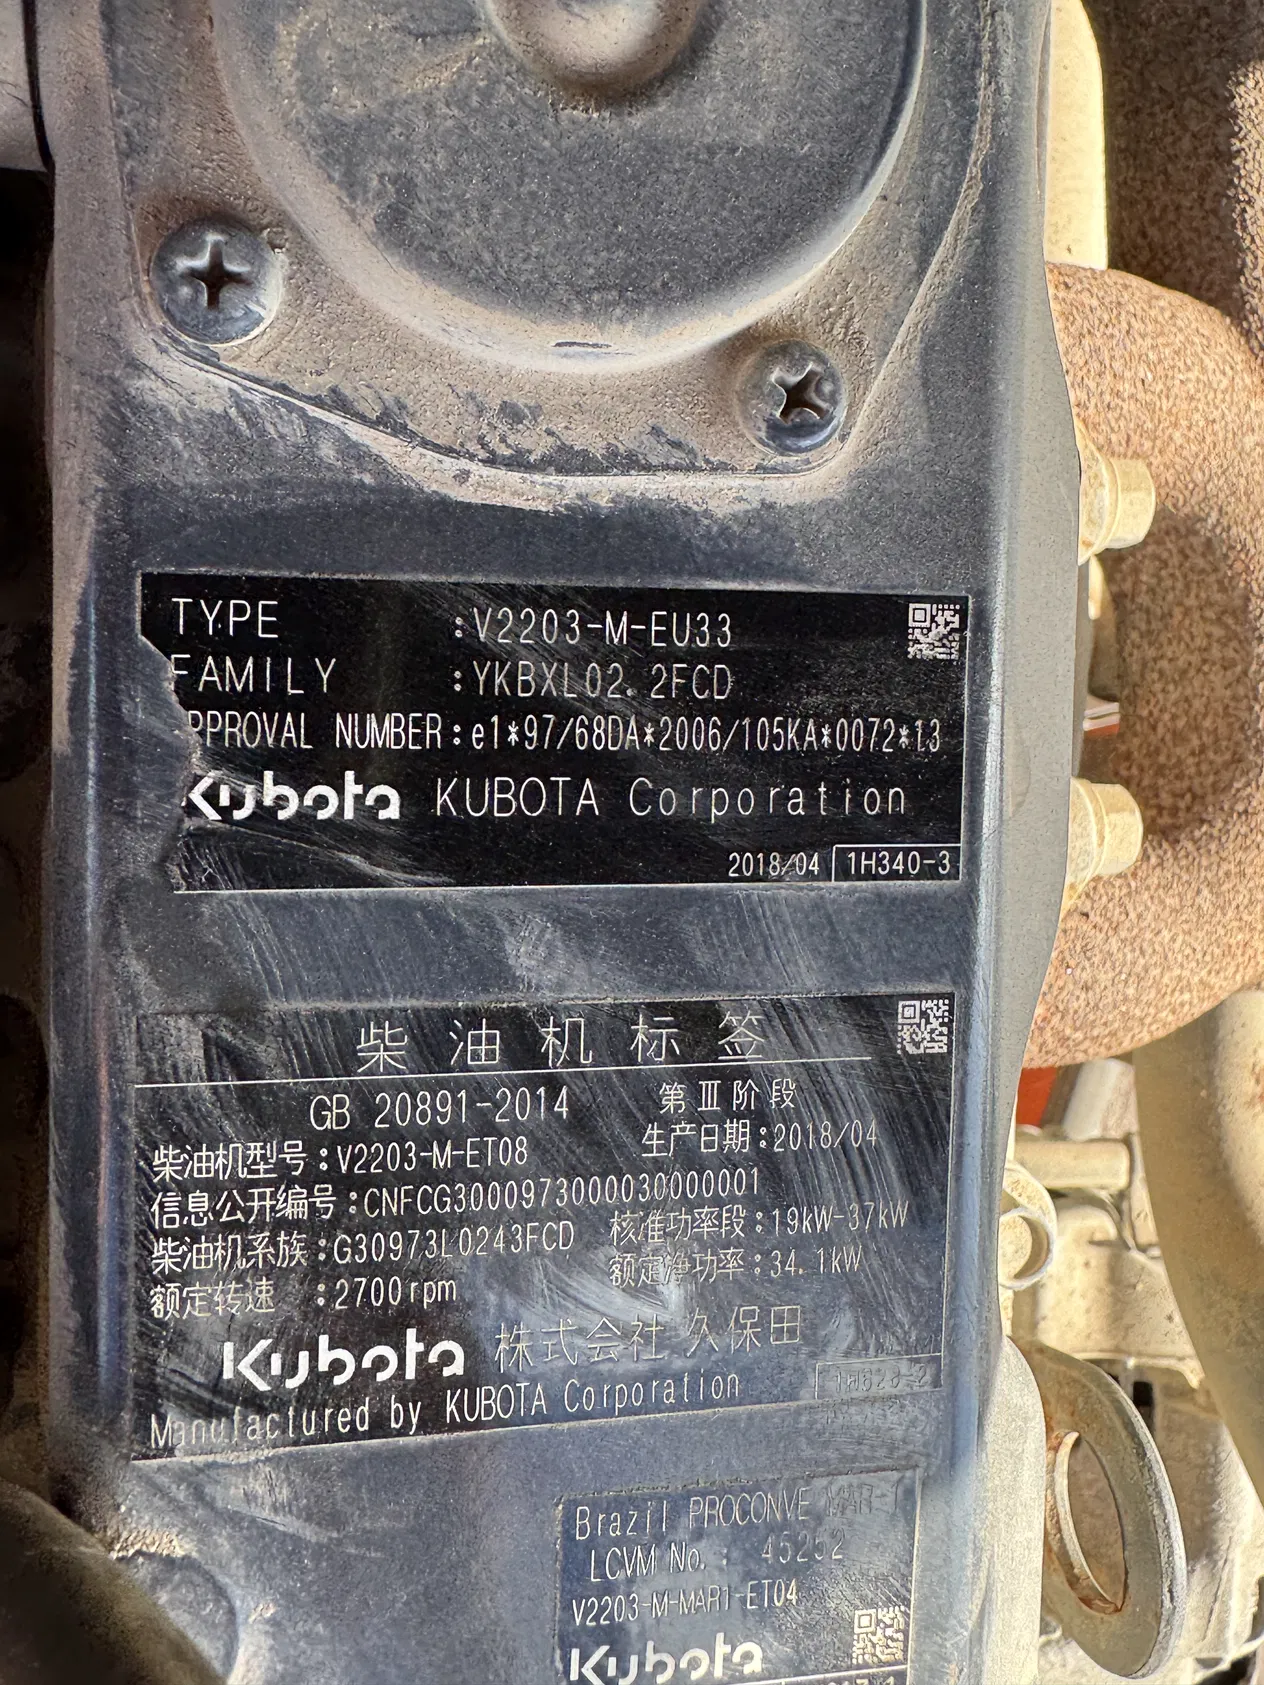 TYPE :V2203-M-EU33
FAMILY :YKBXL02.2FCD
PPROVAL NUMBER:e1*97/68DA*2006/105KA*0072*13
Kubota KUBOTA Corporation
2018/04 1H340-3
柴油机标签
GB 20891-2014 第Ⅲ阶段
柴油机型号:V2203-M-ET08 生产日期:2018/04
信息公开编号:CNFCG3000973000030000001
柴油机系族:G30973L0243FCD 核准功率段:19kW-37kW
额定转速 :2700rpm 额定净功率:34.1kW
Kubota 株式会社 久保田
Manufactured by KUBOTA Corporation
Brazil PROCONVE MAR-1
LCVM No. : 45252
V2203-M-MAR1-ET04
Kubota